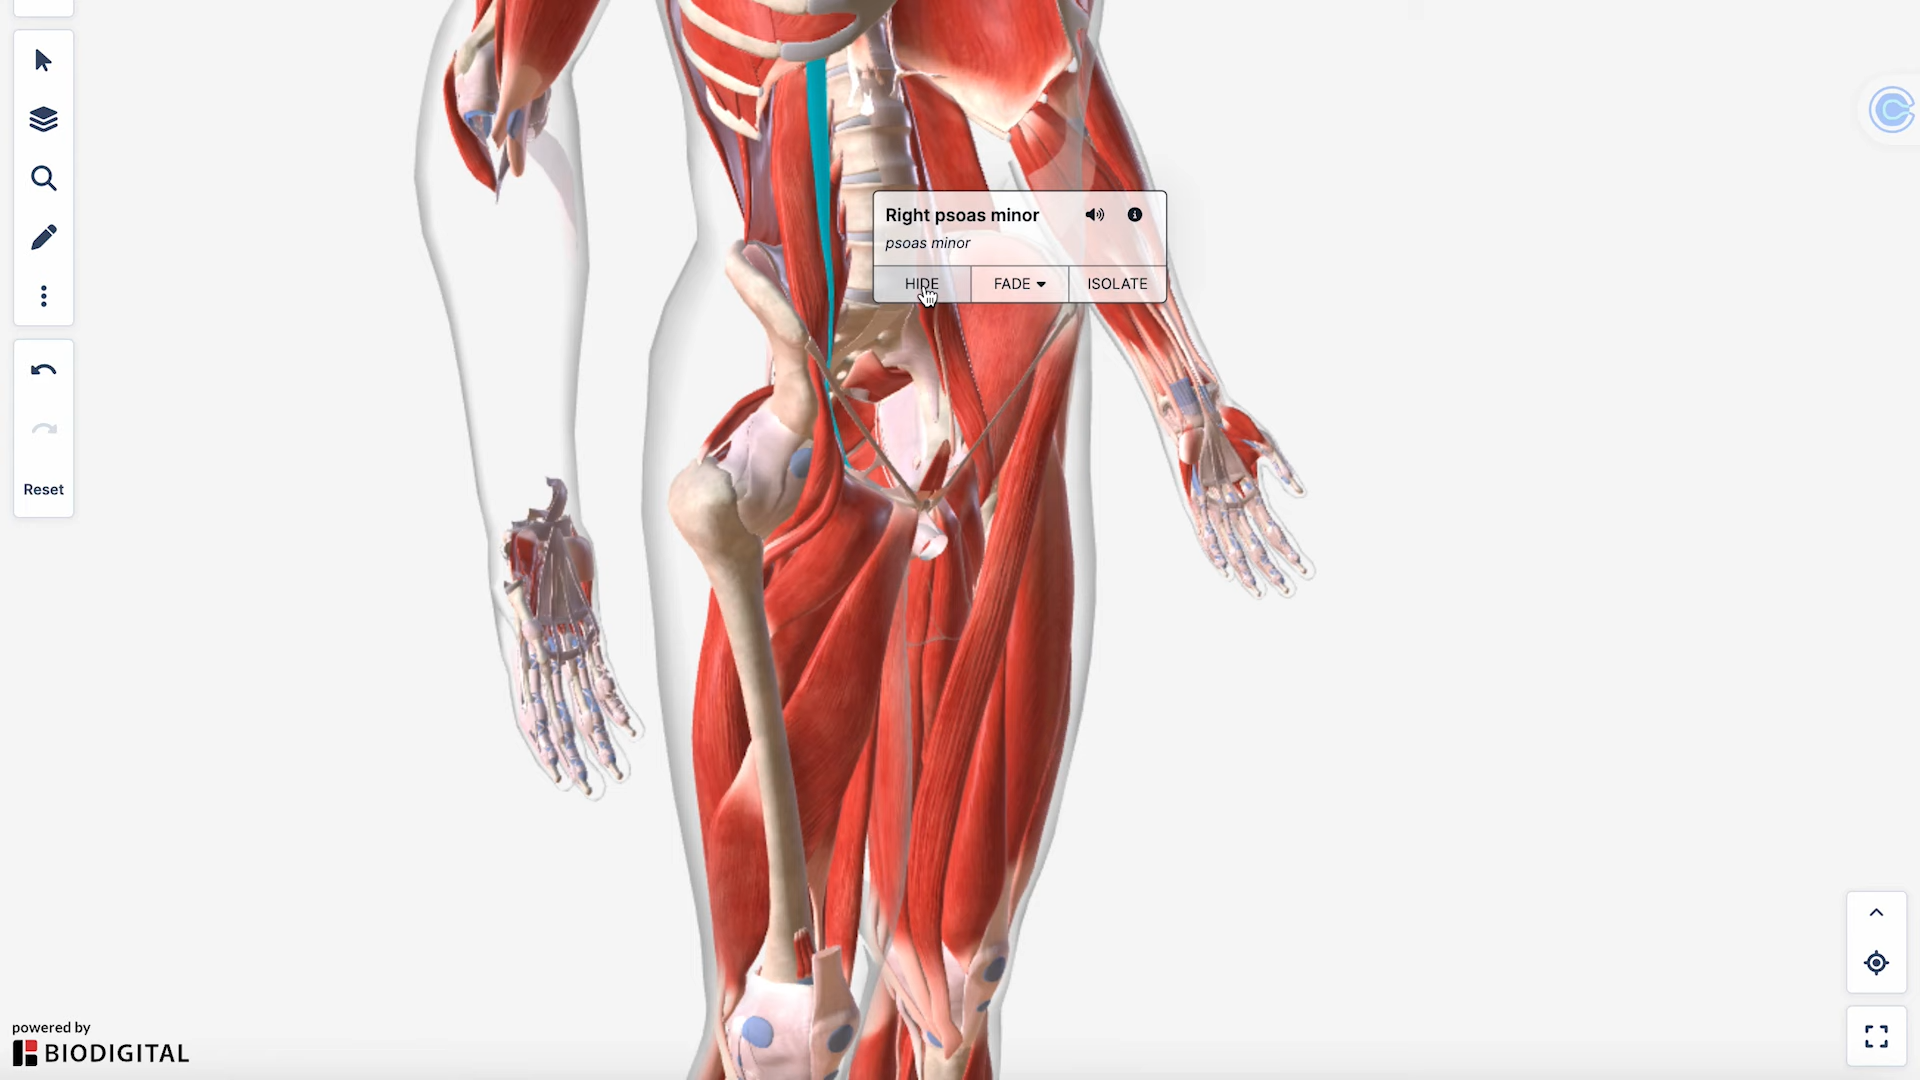 Right psoas minor
psoas minor
HIDE
FADE
ISOLATE
Reset
powered by
BIODIGITAL